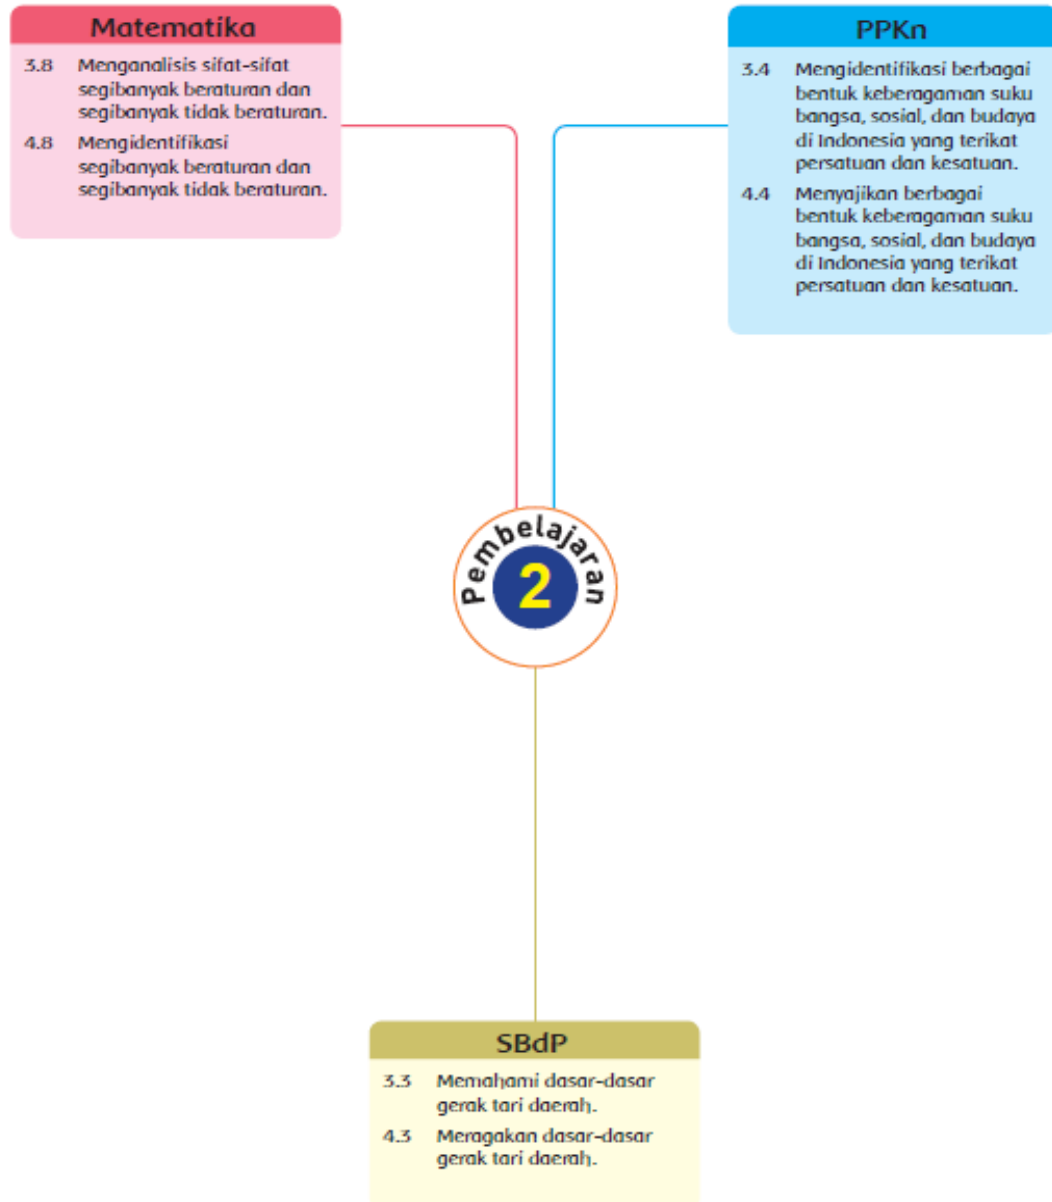 Matematika
3.8 Menganalisis sifat-sifat
segibanyak beraturan dan
segibanyak tidak beraturan.
4.8 Mengidentifikasi
segibanyak beraturan dan
segibanyak tidak beraturan.
PPKn
3.4 Mengidentifikasi berbagai
bentuk keberagaman suku
bangsa, sosial, dan budaya
di Indonesia yang terikat
persatuan dan kesatuan.
4.4 Menyajikan berbagai
bentuk keberagaman suku
bangsa, sosial, dan budaya
di Indonesia yang terikat
persatuan dan kesatuan.
Pembelajaran
2
SBdP
3.3 Memahami dasar-dasar
gerak tari daerah.
4.3 Meragakan dasar-dasar
gerak tari daerah.